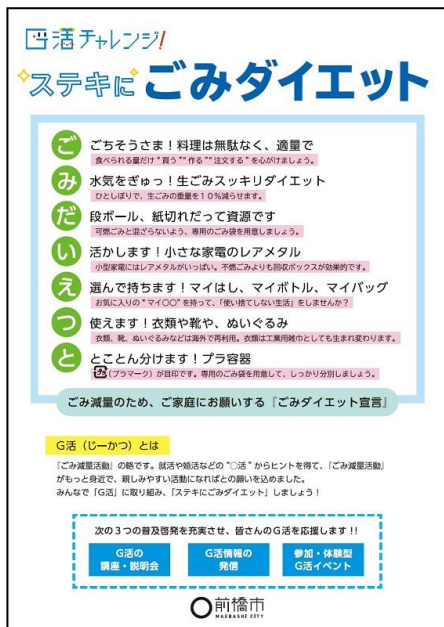 G活チャレンジ!
ステキにごみダイエット
ご ごちそうさま！料理は無駄なく、適量で
食べられる量だけ“買う”“作る”“注文する”を心がけましょう。
み 水気をぎゅっ！生ごみスッキリダイエット
ひとしぼりで、生ごみの重量を10%減らせます。
だ 段ボール、紙切れだって資源です
可燃ごみと混ざらないよう、専用のごみ袋を用意しましょう。
い 活かします！小さな家電のレアメタル
小型家電にはレアメタルがいっぱい。不燃ごみよりも回収ボックスが効果的です。
え 選んで持ちます！マイはし、マイボトル、マイバッグ
お気に入りの“マイ〇〇”を持って、「使い捨てしない生活」をしませんか？
つ 使えます！衣類や靴や、ぬいぐるみ
衣類、靴、ぬいぐるみなどは海外で再利用。衣類は工業用雑巾としても生まれ変わります。
と とことん分けます！プラ容器
プラ(プラマーク)が目印です。専用のごみ袋を用意して、しっかり分別しましょう。
ごみ減量のため、ご家庭にお願いする『ごみダイエット宣言』
G活（じーかつ）とは
『ごみ減量活動』の略です。就活や婚活などの“〇活”からヒントを得て、『ごみ減量活動』
がもっと身近で、親しみやすい活動になればとの願いを込めました。
みんなで「G活」に取り組み、「ステキにごみダイエット」しましょう！
次の3つの普及啓発を充実させ、皆さんのG活を応援します!!
G活の
講座・説明会
G活情報の
発信
参加・体験型
G活イベント
前橋市
MAEBASHI CITY